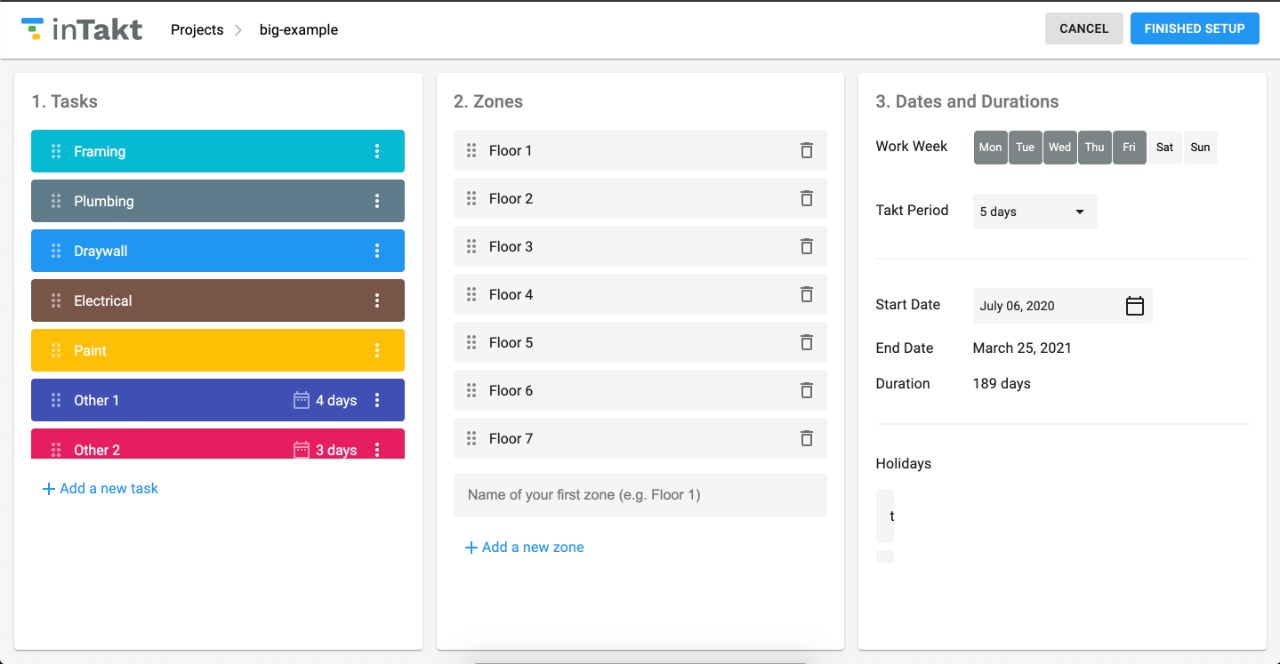 inTakt
Projects
big-example
CANCEL
FINISHED SETUP
1. Tasks
Framing
Plumbing
Draywall
Electrical
Paint
Other 1
4 days
Other 2
3 days
Add a new task
2. Zones
Floor 1
Floor 2
Floor 3
Floor 4
Floor 5
Floor 6
Floor 7
Name of your first zone (e.g. Floor 1)
Add a new zone
3. Dates and Durations
Work Week
Mon Tue Wed Thu Fri Sat Sun
Takt Period
5 days
Start Date
July 06, 2020
End Date
March 25, 2021
Duration
189 days
Holidays
t